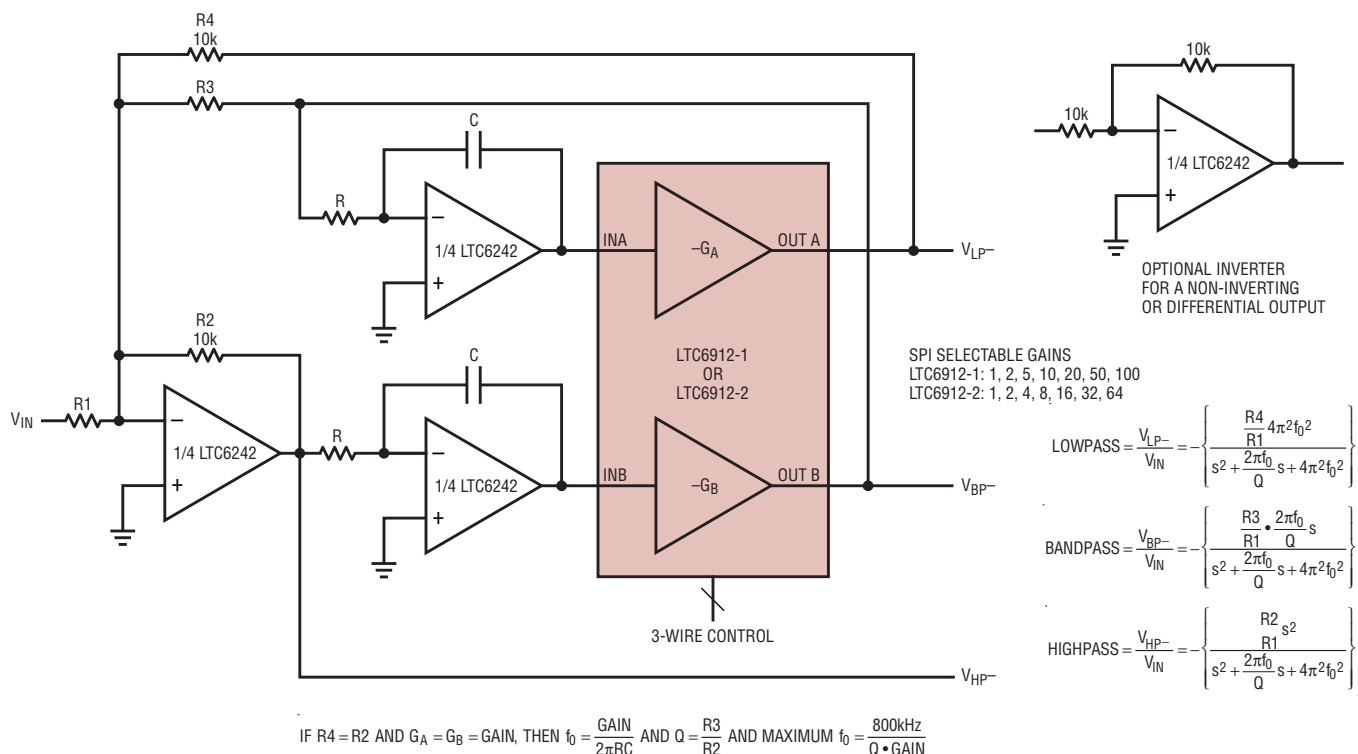 R4
10k
R3
C
R
–
1/4 LTC6242
+
INA
–GA
OUT A
VLP–
10k
10k
–
1/4 LTC6242
+
OPTIONAL INVERTER
FOR A NON-INVERTING
OR DIFFERENTIAL OUTPUT
R2
10k
VIN
R1
–
1/4 LTC6242
+
C
R
–
1/4 LTC6242
+
LTC6912-1
OR
LTC6912-2
INB
–GB
OUT B
VBP–
3-WIRE CONTROL
VHP–
SPI SELECTABLE GAINS
LTC6912-1: 1, 2, 5, 10, 20, 50, 100
LTC6912-2: 1, 2, 4, 8, 16, 32, 64
LOWPASS = VLP–/VIN = –{(R4/R1 4π²f0²)/(s² + 2πf0/Q s + 4π²f0²)}
BANDPASS = VBP–/VIN = –{(R3/R1 • 2πf0/Q s)/(s² + 2πf0/Q s + 4π²f0²)}
HIGHPASS = VHP–/VIN = –{(R2 R1 s²)/(s² + 2πf0/Q s + 4π²f0²)}
IF R4 = R2 AND GA = GB = GAIN, THEN f0 = GAIN/2πRC AND Q = R3/R2 AND MAXIMUM f0 = 800kHz/Q • GAIN